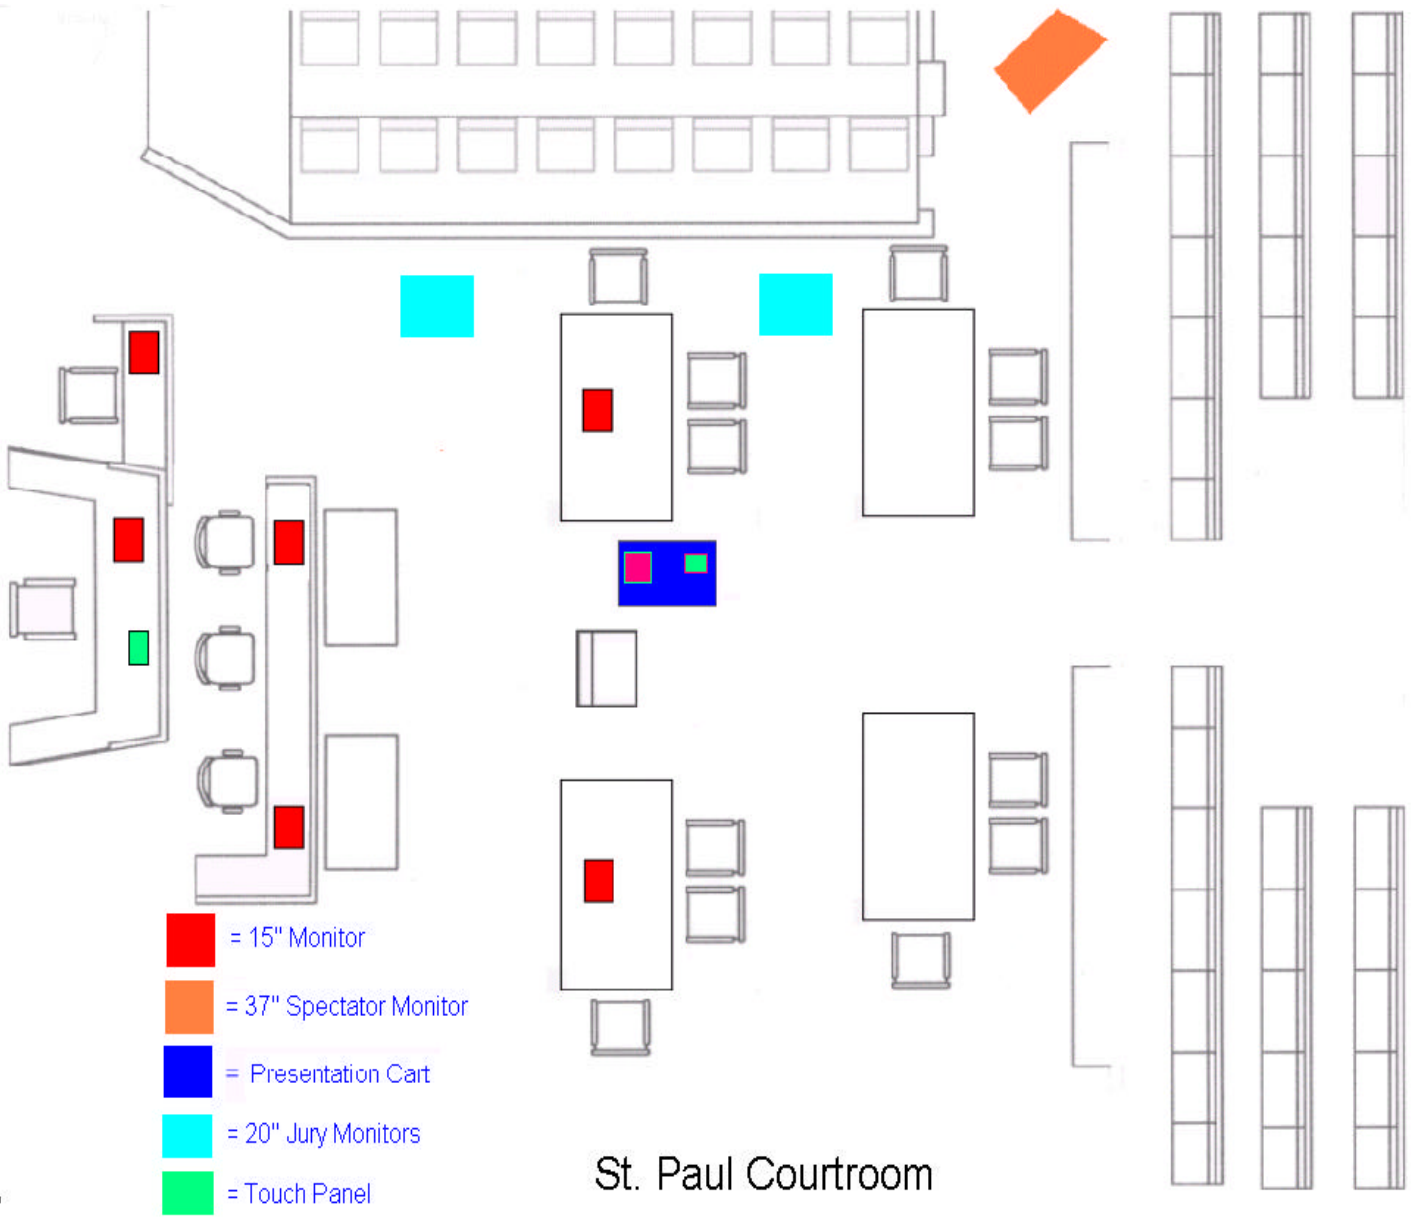 = 15" Monitor
= 37" Spectator Monitor
= Presentation Cart
= 20" Jury Monitors
= Touch Panel
St. Paul Courtroom